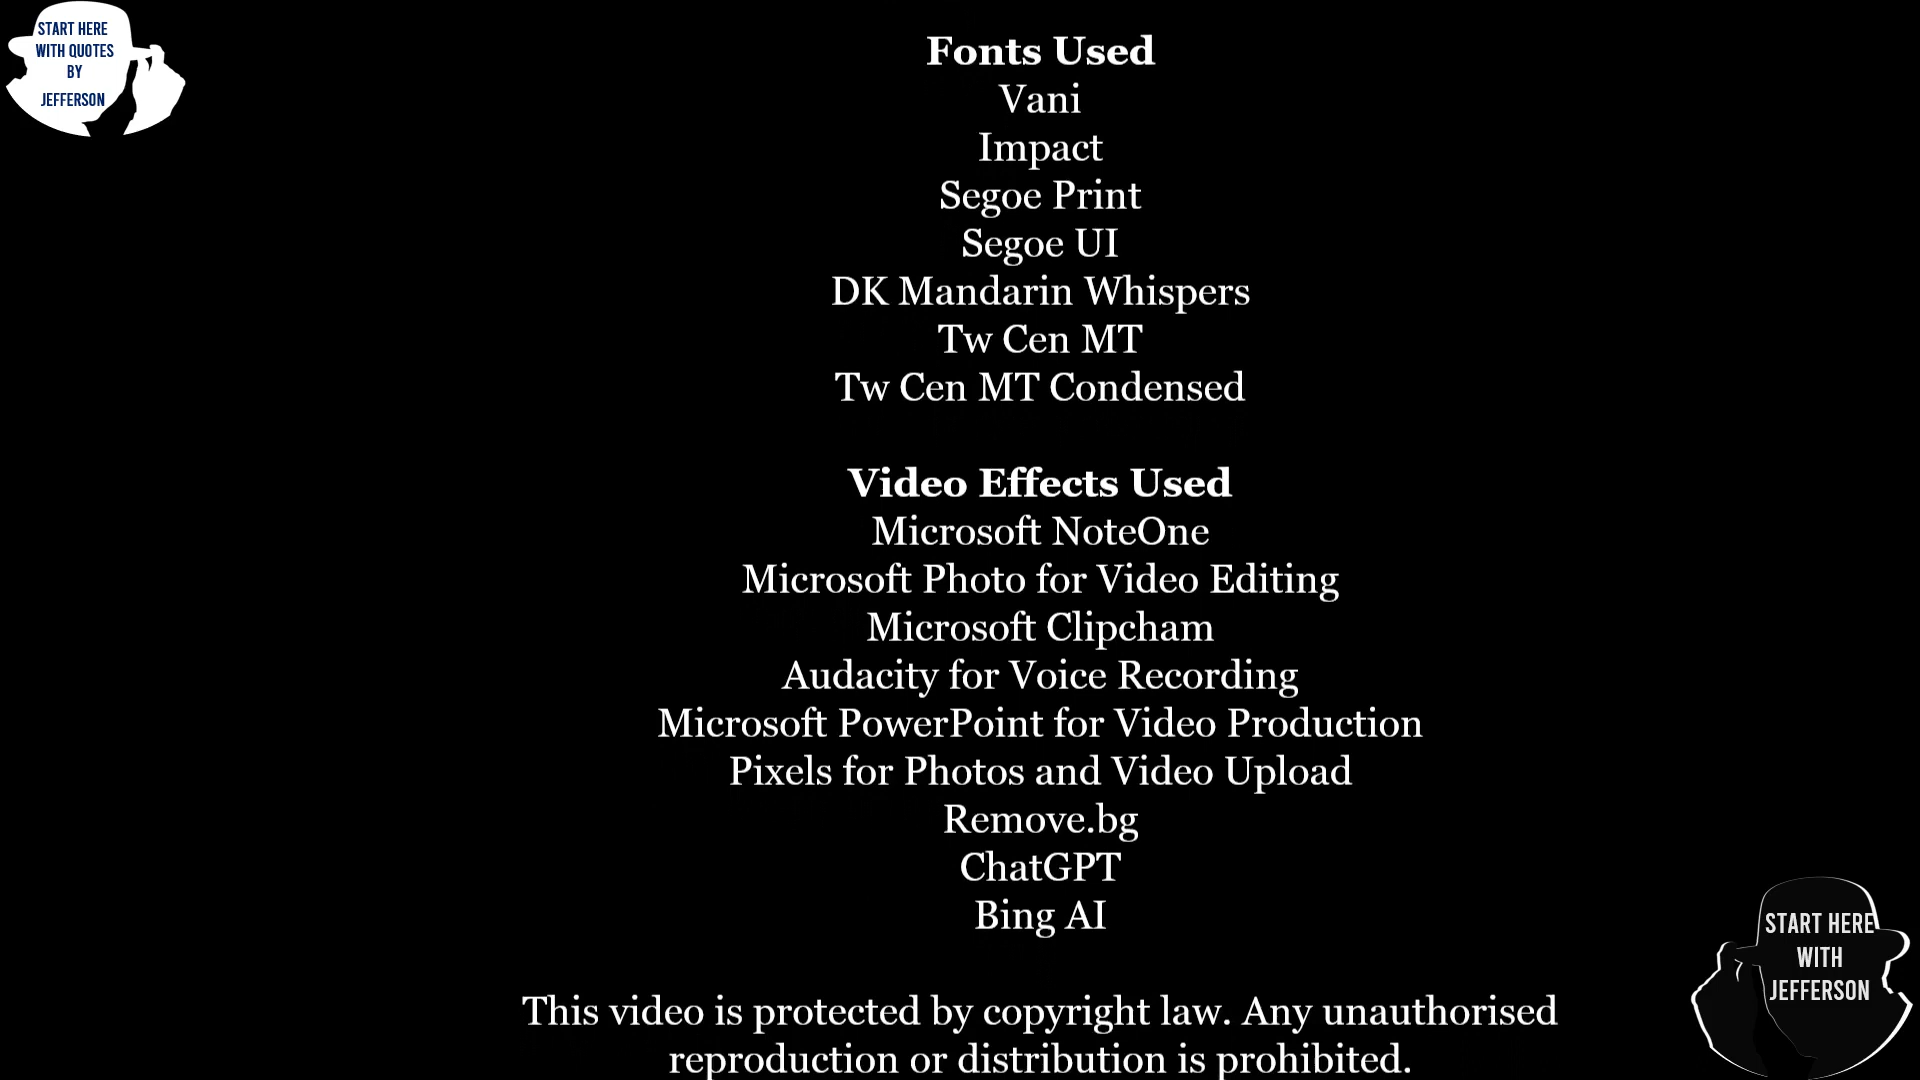 START HERE
WITH QUOTES
BY
JEFFERSON
Fonts Used
Vani
Impact
Segoe Print
Segoe UI
DK Mandarin Whispers
Tw Cen MT
Tw Cen MT Condensed
Video Effects Used
Microsoft NoteOne
Microsoft Photo for Video Editing
Microsoft Clipcham
Audacity for Voice Recording
Microsoft PowerPoint for Video Production
Pixels for Photos and Video Upload
Remove.bg
ChatGPT
Bing AI
This video is protected by copyright law. Any unauthorised
reproduction or distribution is prohibited.
START HERE
WITH
JEFFERSON